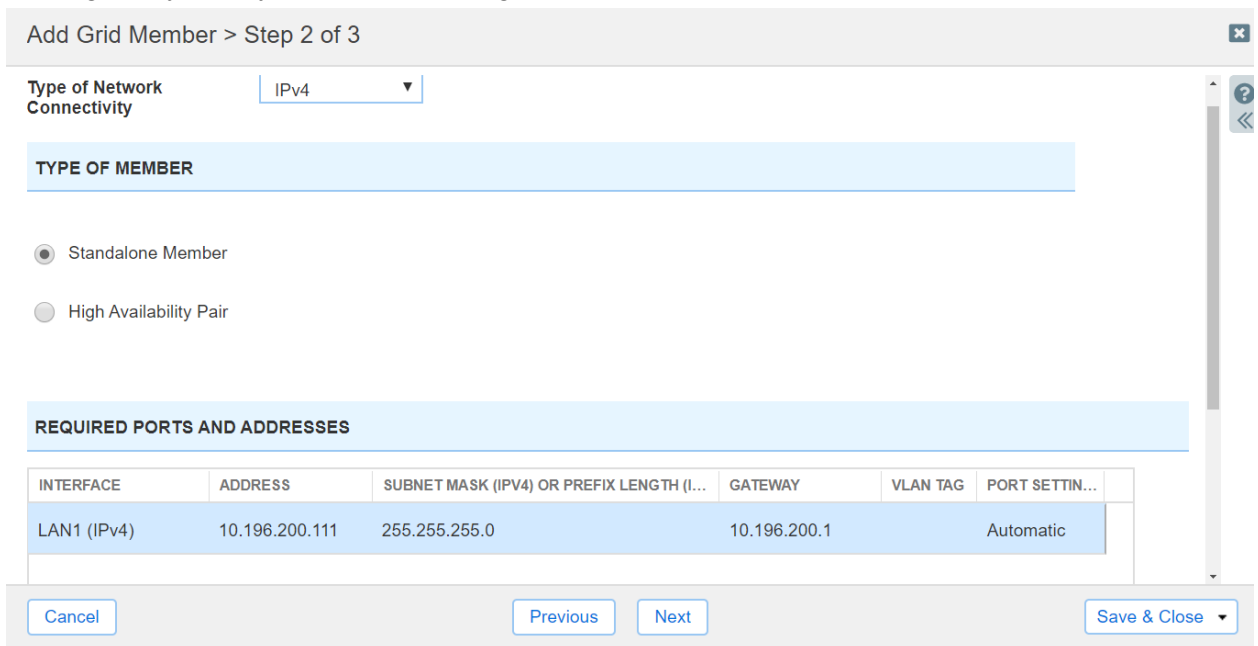 Add Grid Member > Step 2 of 3
Type of Network
Connectivity
IPv4
TYPE OF MEMBER
Standalone Member
High Availability Pair
REQUIRED PORTS AND ADDRESSES
INTERFACE ADDRESS SUBNET MASK (IPV4) OR PREFIX LENGTH (I... GATEWAY VLAN TAG PORT SETTIN...
LAN1 (IPv4) 10.196.200.111 255.255.255.0 10.196.200.1 Automatic
Cancel Previous Next Save & Close